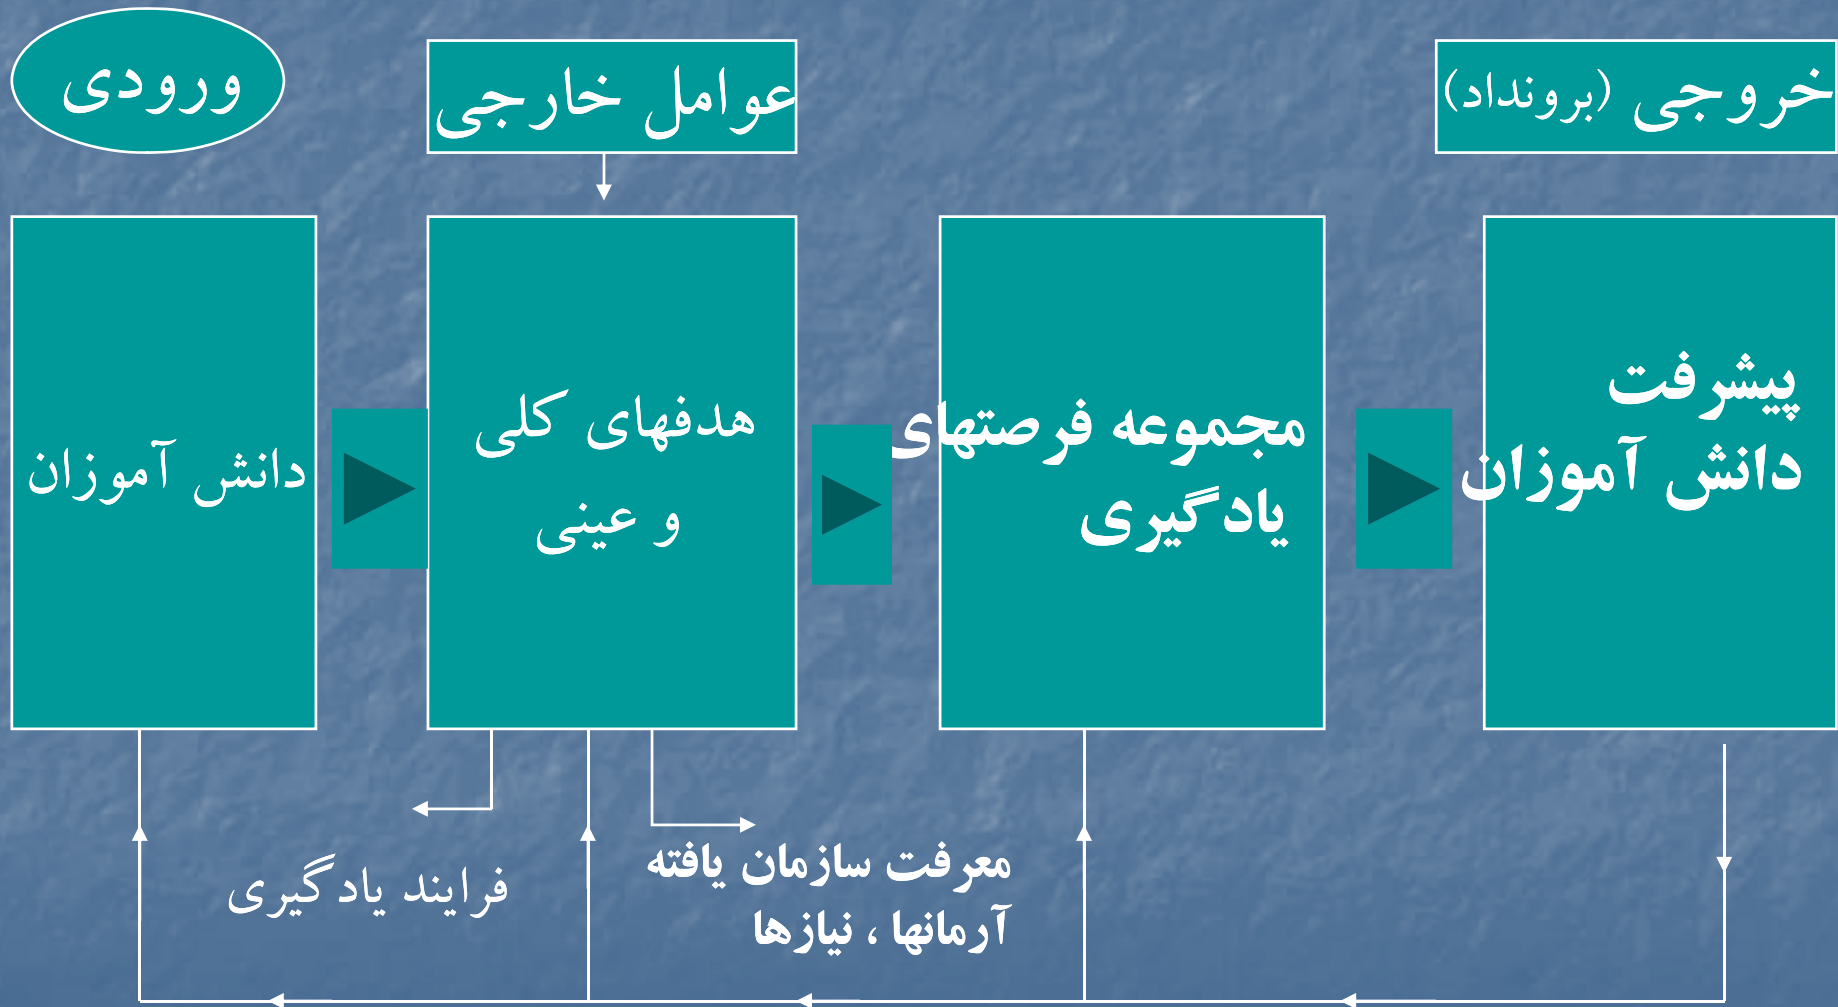 ورودی
عوامل خارجی
خروجی (برونداد)
دانش آموزان
هدفهای کلی
و عینی
مجموعه فرصتهای
یادگیری
پیشرفت
دانش آموزان
فرایند یادگیری
معرفت سازمان یافته
آرمانها ، نیازها